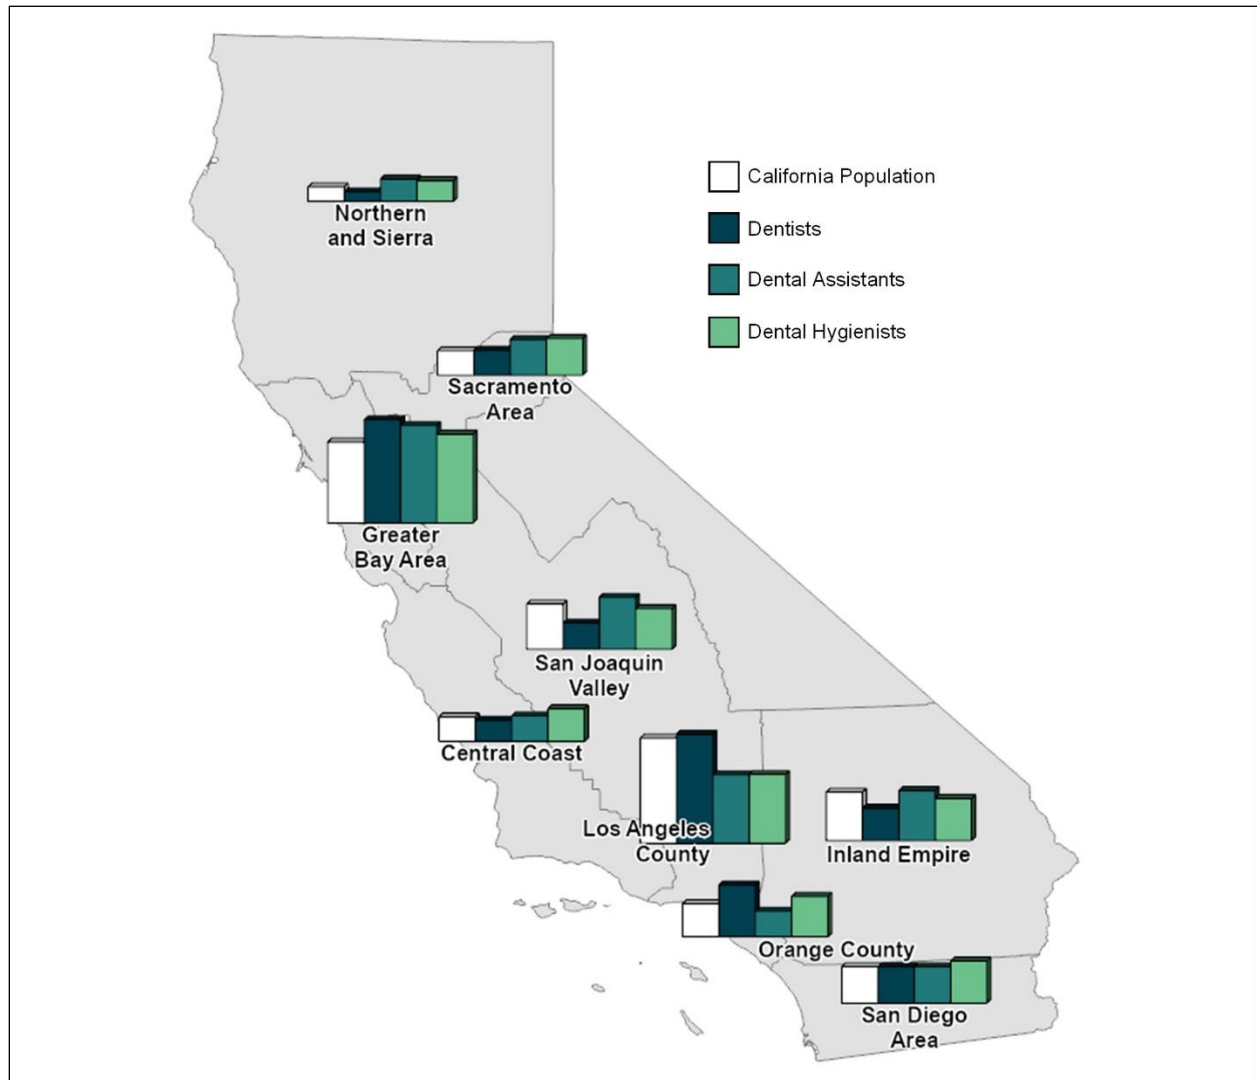 California Population
Dentists
Dental Assistants
Dental Hygienists
Northern
and Sierra
Sacramento
Area
Greater
Bay Area
San Joaquin
Valley
Central Coast
Los Angeles
County
Inland Empire
Orange County
San Diego
Area